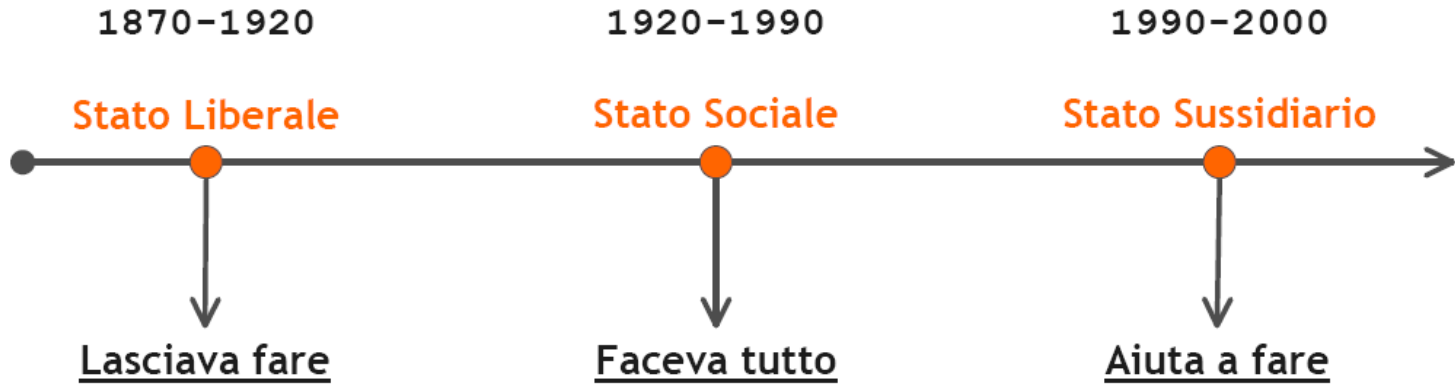 1870-1920
1920-1990
1990-2000
Stato Liberale
Stato Sociale
Stato Sussidiario
Lasciava fare
Faceva tutto
Aiuta a fare